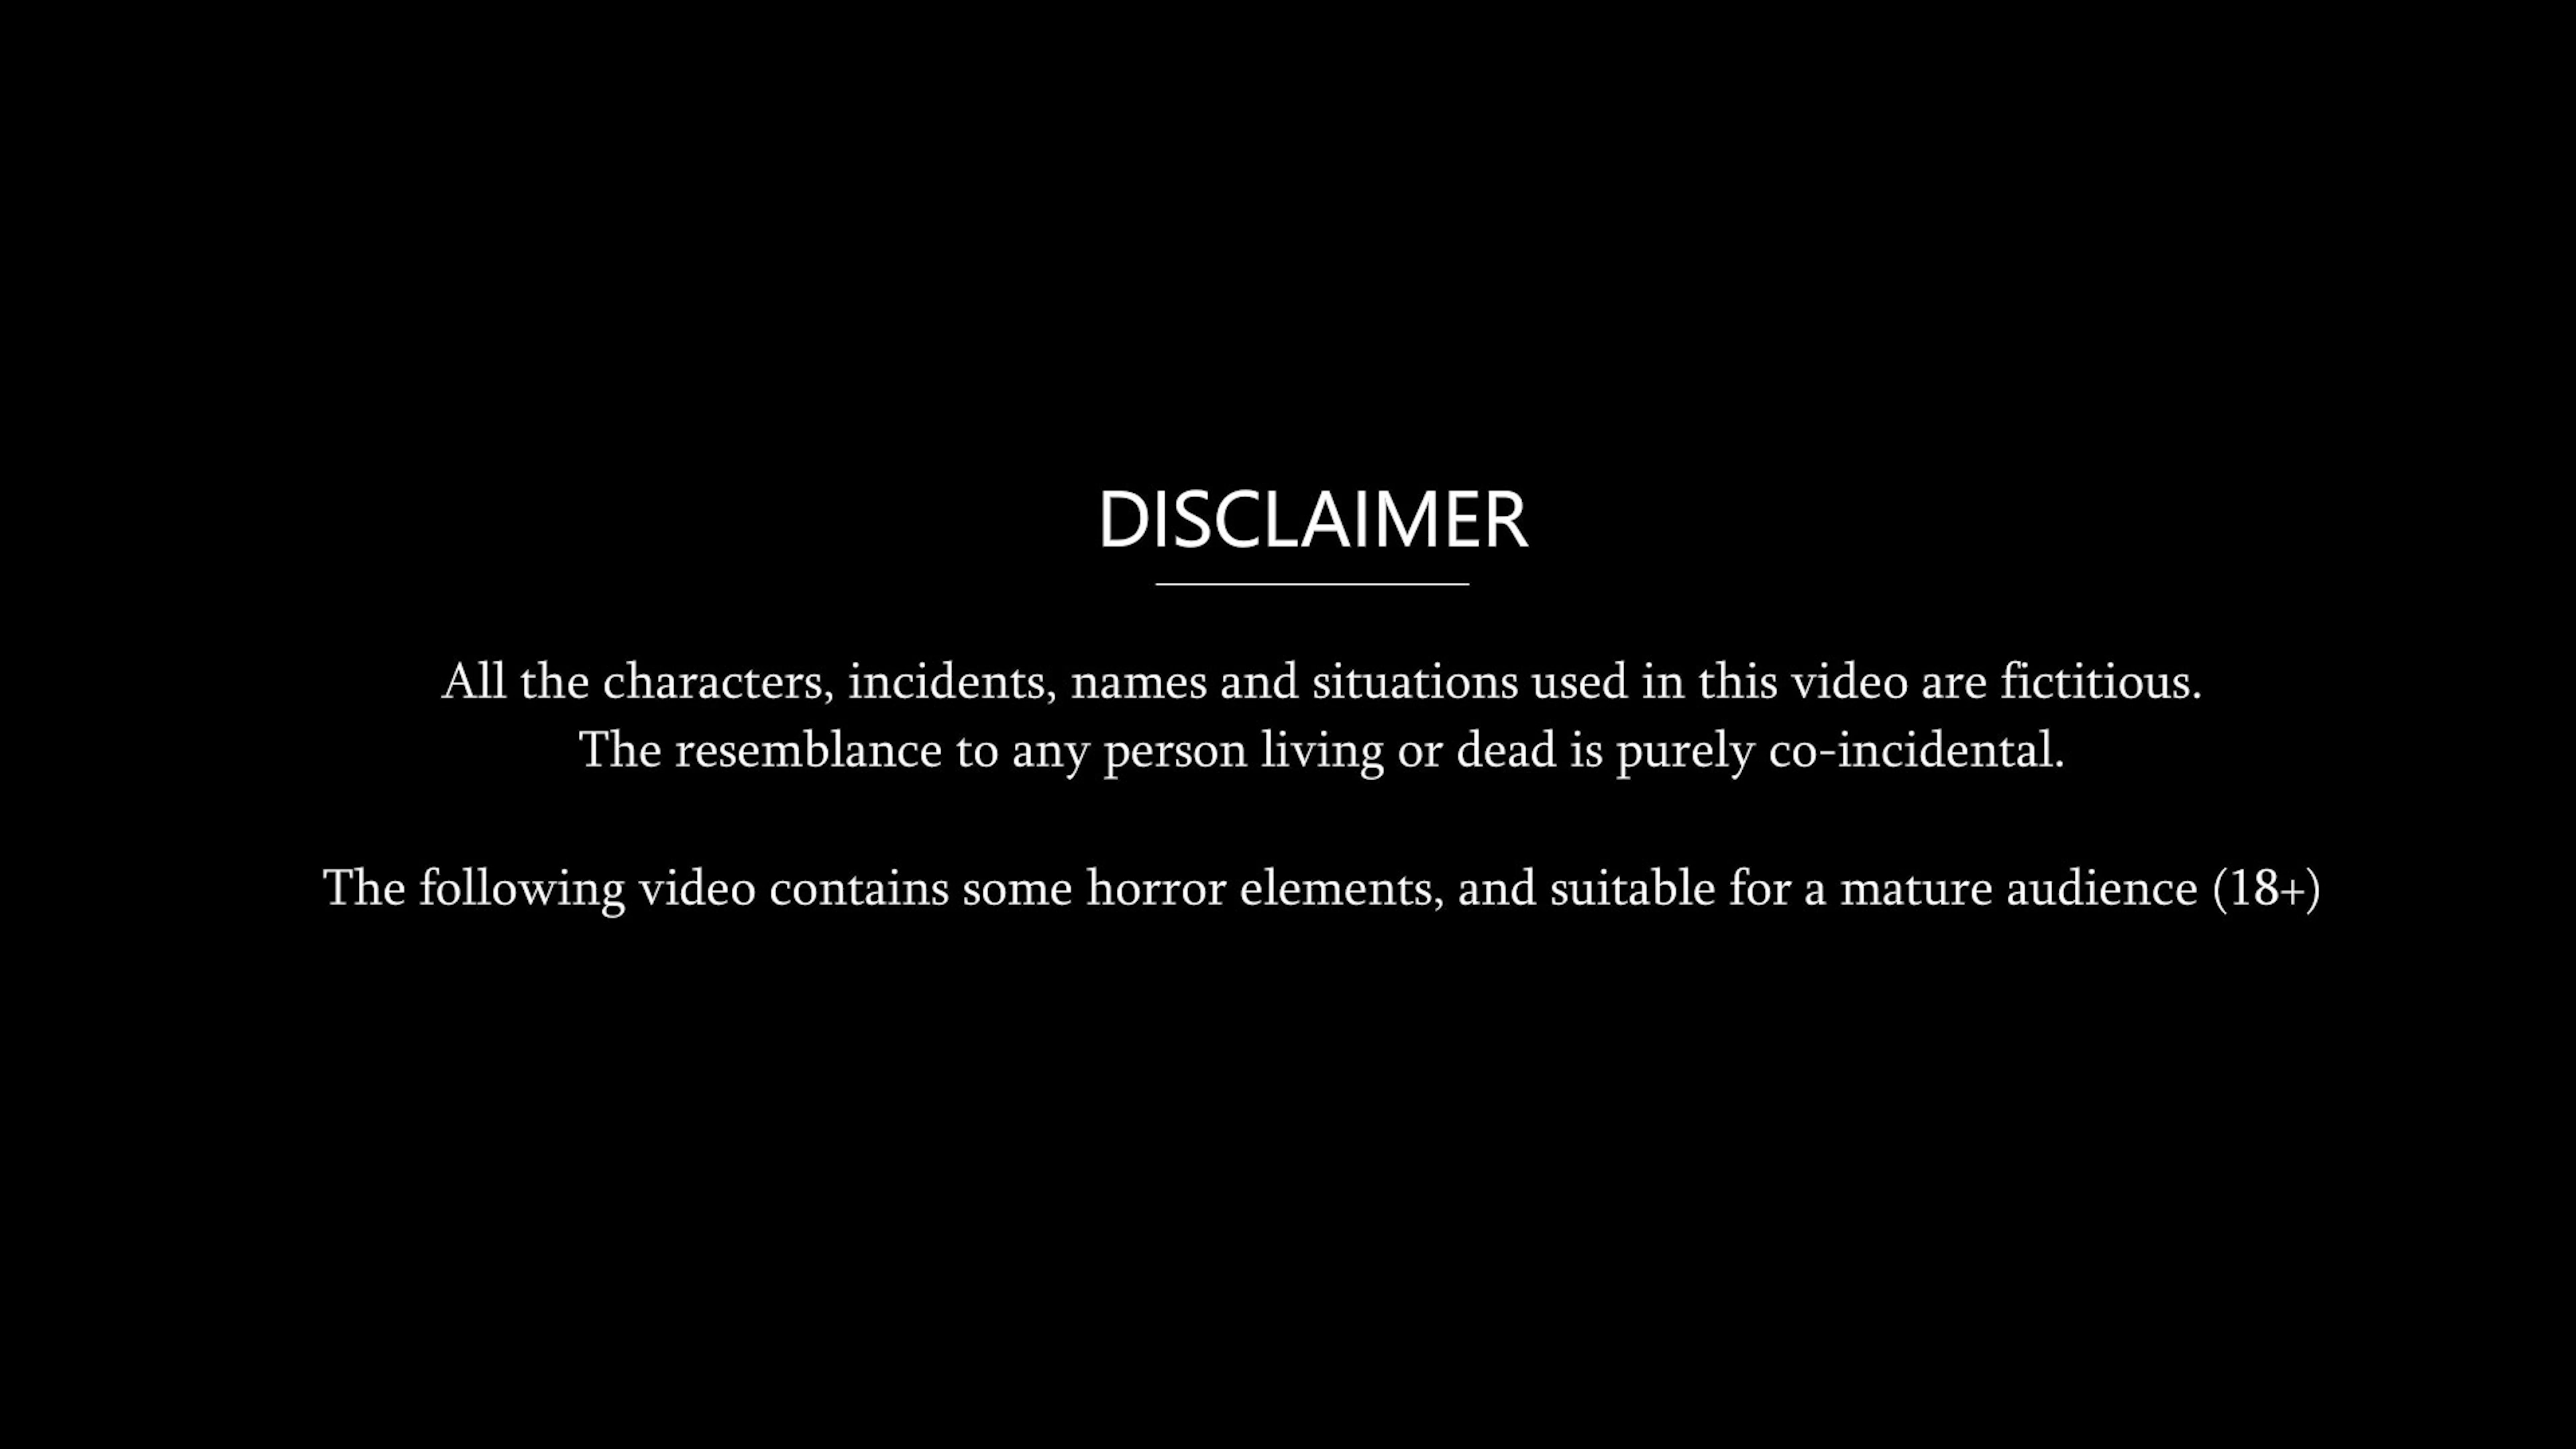 DISCLAIMER
All the characters, incidents, names and situations used in this video are fictitious.
The resemblance to any person living or dead is purely co-incidental.
The following video contains some horror elements, and suitable for a mature audience (18+)